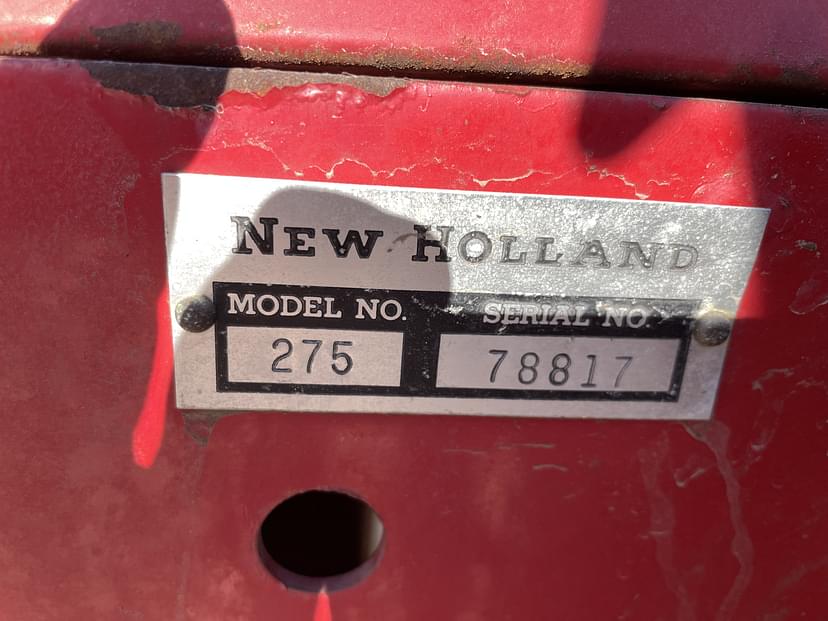 NEW HOLLAND
MODEL NO. SERIAL NO.
275 78817